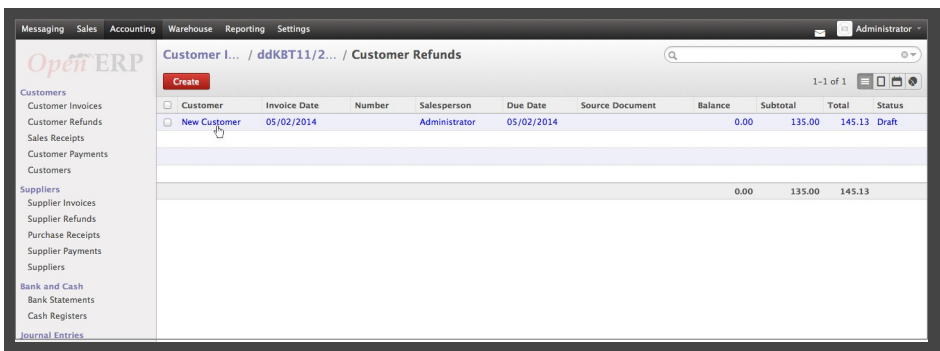 Messaging Sales Accounting Warehouse Reporting Settings Administrator
Open ERP
Customer I... / ddKBT11/2... / Customer Refunds
Create
1-1 of 1
Customers
Customer Invoices
Customer Refunds
Sales Receipts
Customer Payments
Customers
Suppliers
Supplier Invoices
Supplier Refunds
Purchase Receipts
Supplier Payments
Suppliers
Bank and Cash
Bank Statements
Cash Registers
Journal Entries
Customer Invoice Date Number Salesperson Due Date Source Document Balance Subtotal Total Status
New Customer 05/02/2014 Administrator 05/02/2014 0.00 135.00 145.13 Draft
0.00 135.00 145.13